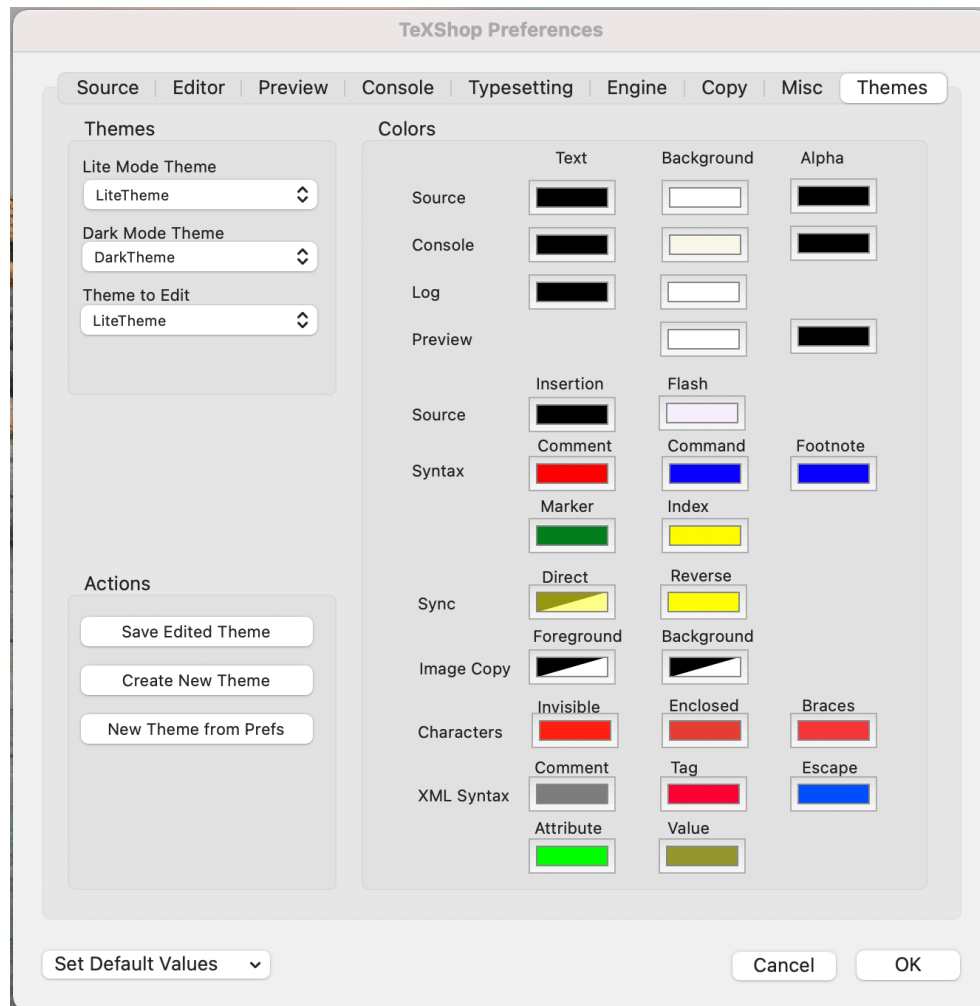 TeXShop Preferences
Source Editor Preview Console Typesetting Engine Copy Misc Themes
Themes
Lite Mode Theme
LiteTheme
Dark Mode Theme
DarkTheme
Theme to Edit
LiteTheme
Actions
Save Edited Theme
Create New Theme
New Theme from Prefs
Colors
Text Background Alpha
Source
Console
Log
Preview
Insertion Flash
Source
Comment Command Footnote
Syntax
Marker Index
Direct Reverse
Sync
Foreground Background
Image Copy
Invisible Enclosed Braces
Characters
Comment Tag Escape
XML Syntax
Attribute Value
Set Default Values Cancel OK